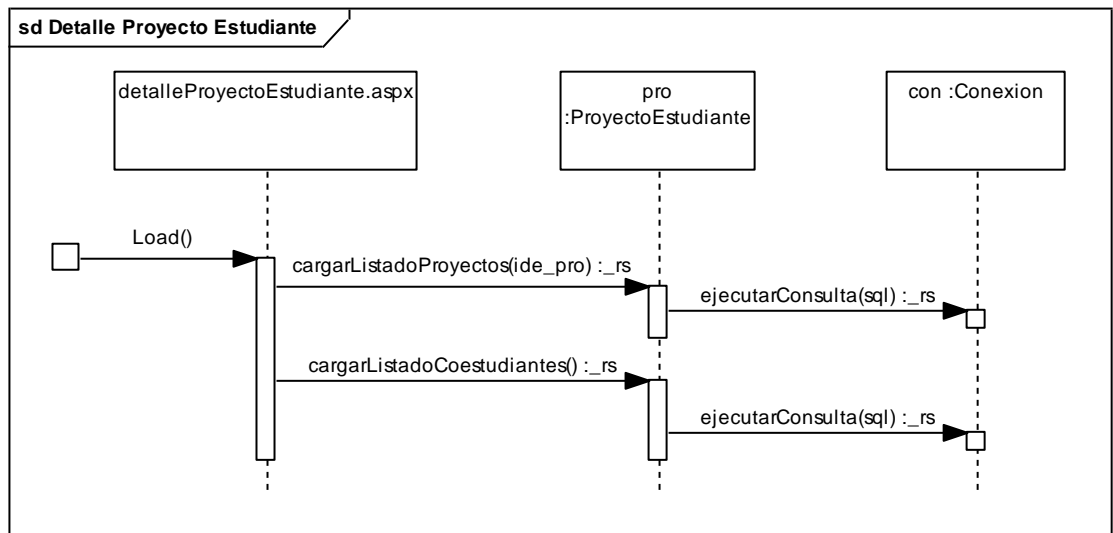 sd Detalle Proyecto Estudiante
detalleProyectoEstudiante.aspx
pro
:ProyectoEstudiante
con :Conexion
Load()
cargarListadoProyectos(ide_pro) :_rs
ejecutarConsulta(sql) :_rs
cargarListadoCoestudiantes() :_rs
ejecutarConsulta(sql) :_rs